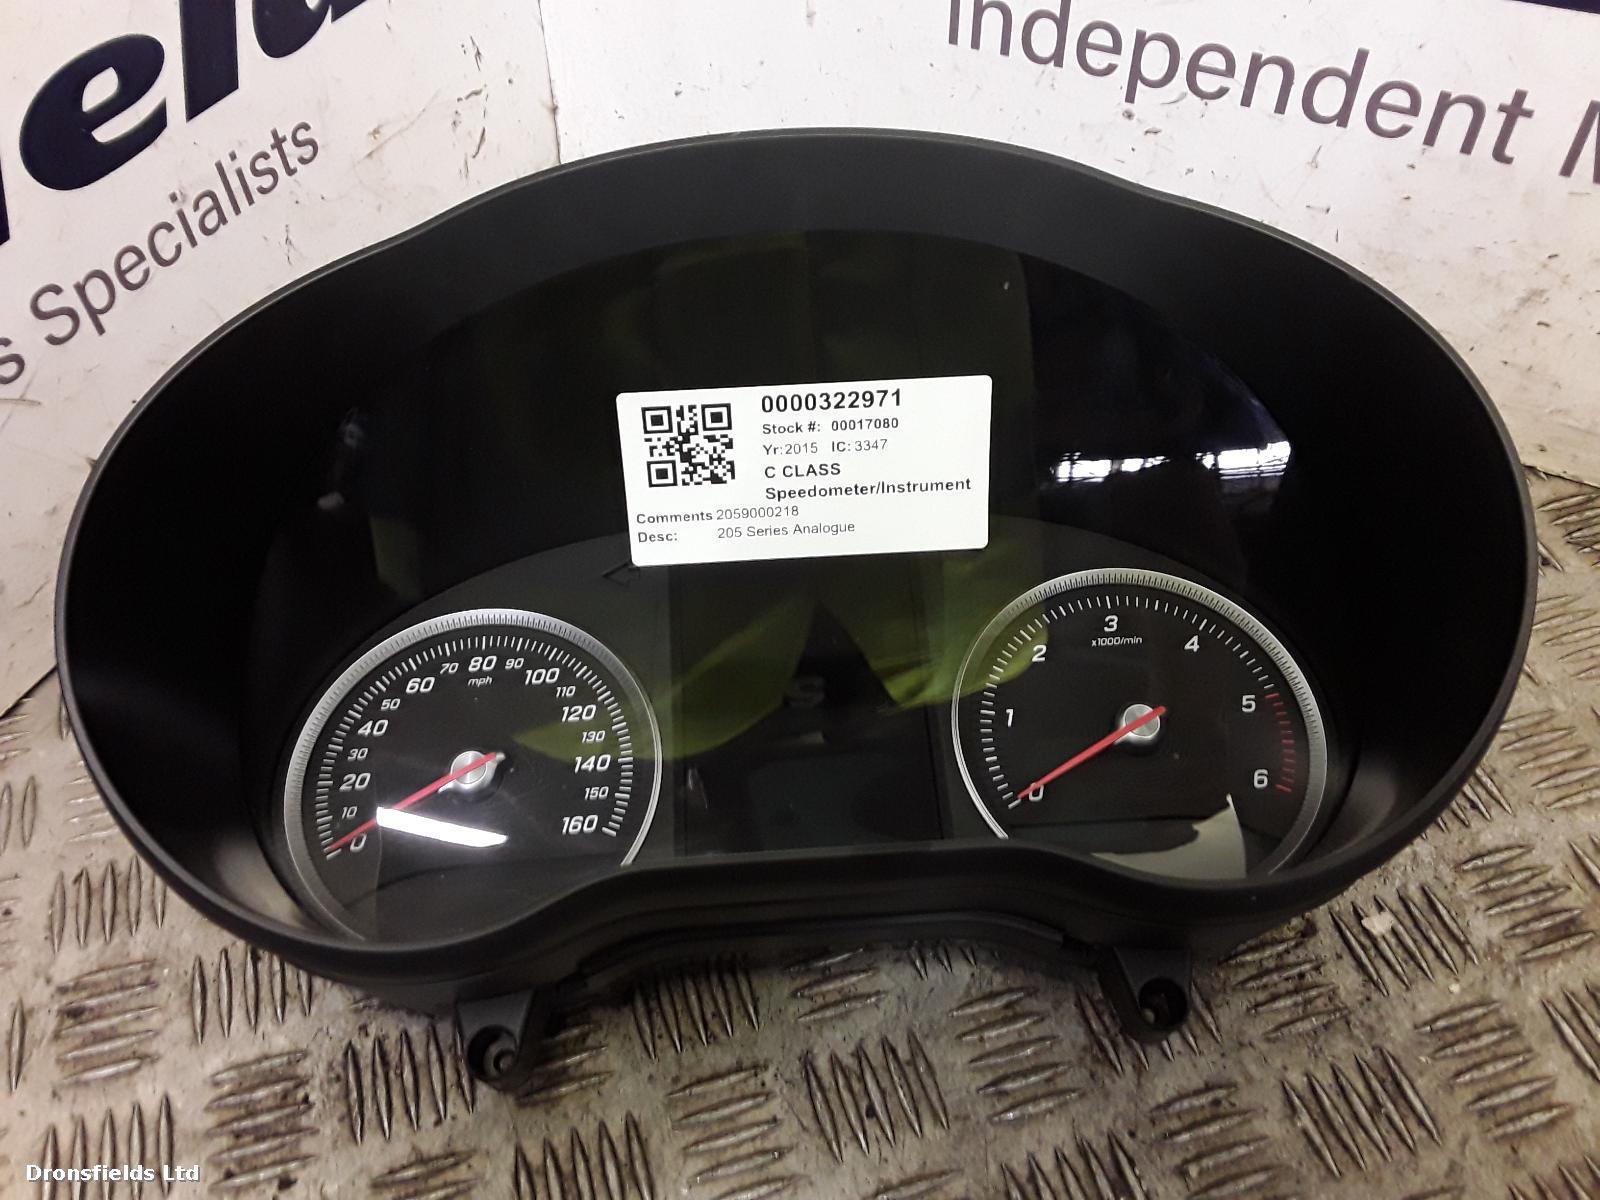 Specialists
Independent
0000322971
Stock #: 00017080
Yr:2015 IC: 3347
C CLASS
Speedometer/Instrument
Comments 2059000218
Desc: 205 Series Analogue
0
10
20
30
40
50
60
70
80
90
100
110
120
130
140
150
160
mph
0
1
2
3
4
5
6
x1000/min
Dronsfields Ltd